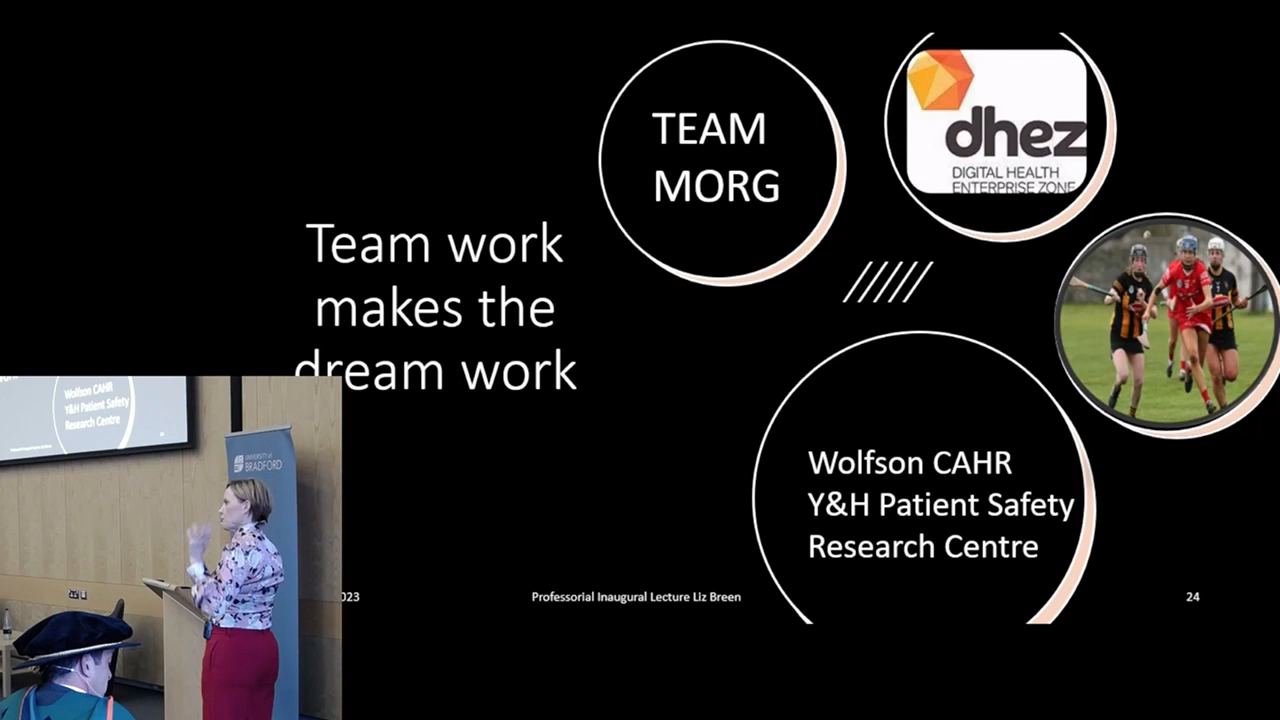 Team work
makes the
dream work
TEAM
MORG
dhez
DIGITAL HEALTH
ENTERPRISE ZONE
Wolfson CAHR
Y&H Patient Safety
Research Centre
023
Professorial Inaugural Lecture Liz Breen
24
Wolfson CAHR
Y&H Patient Safety
Research Centre
UNIVERSITY of
BRADFORD